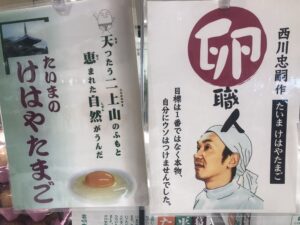 天つたう二上山のふもと
恵まれた自然がうんだ
たいまの
けはやたまご
西川忠嗣作
たいま けはやたまご
卵
職人
目標は1番ではなく本物。
自分にウソはつけませんでした。